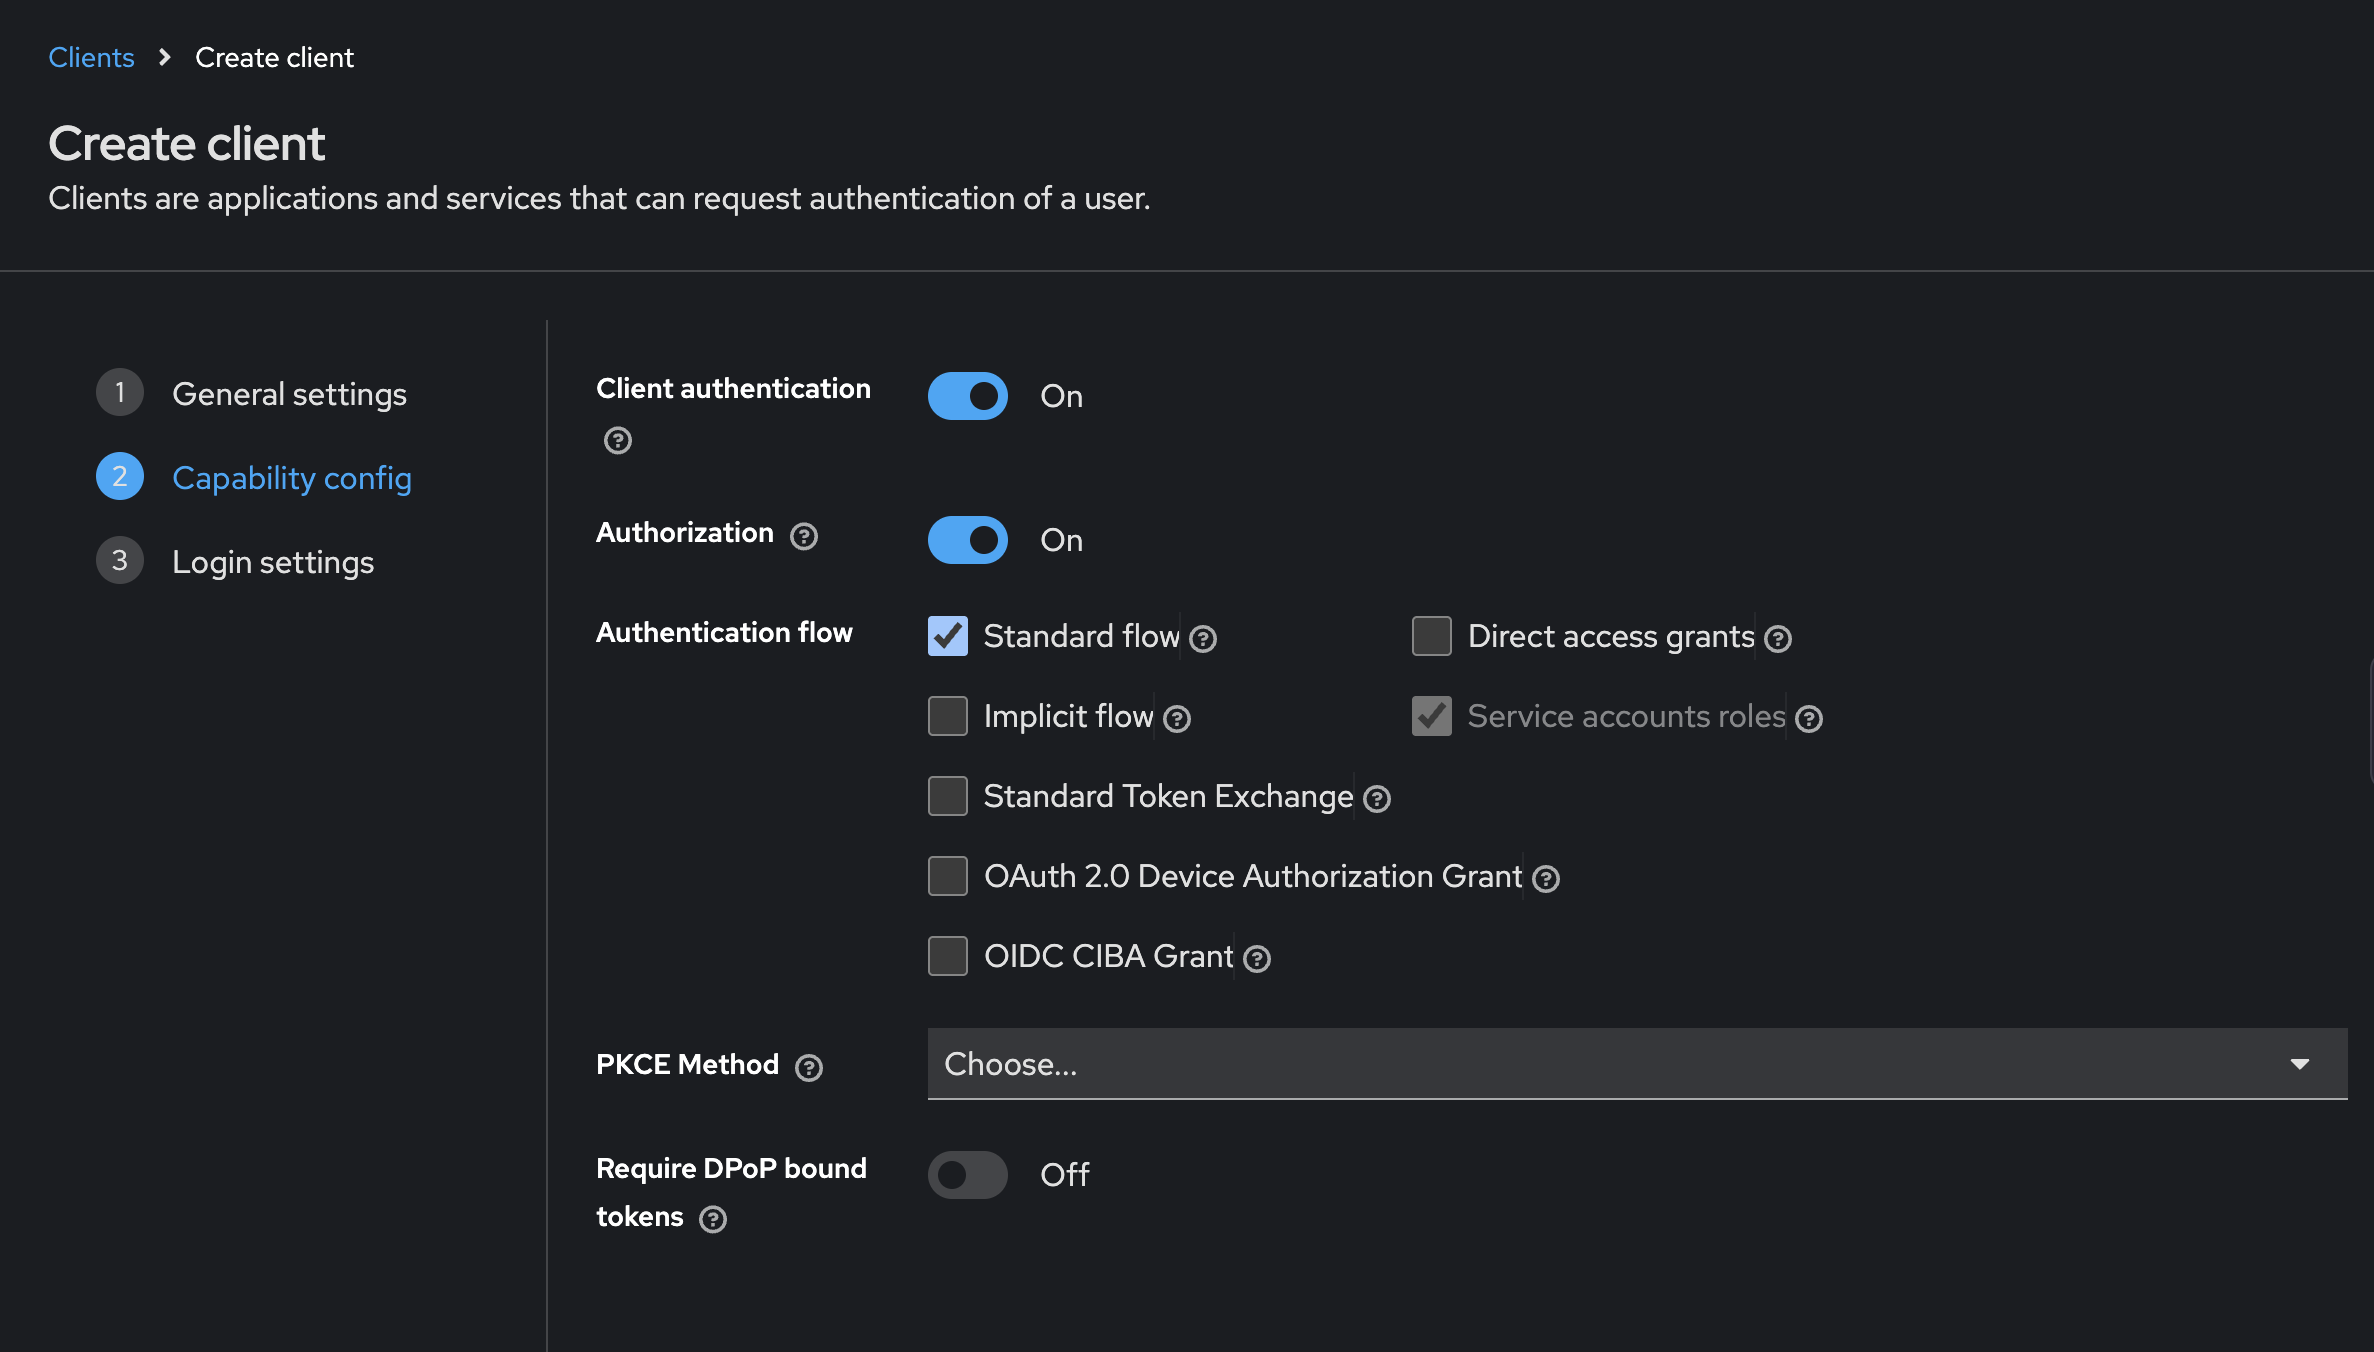 Clients > Create client
Create client
Clients are applications and services that can request authentication of a user.
1 General settings
2 Capability config
3 Login settings
Client authentication
On
Authorization
On
Authentication flow
Standard flow
Direct access grants
Implicit flow
Service accounts roles
Standard Token Exchange
OAuth 2.0 Device Authorization Grant
OIDC CIBA Grant
PKCE Method
Choose...
Require DPoP bound
tokens
Off